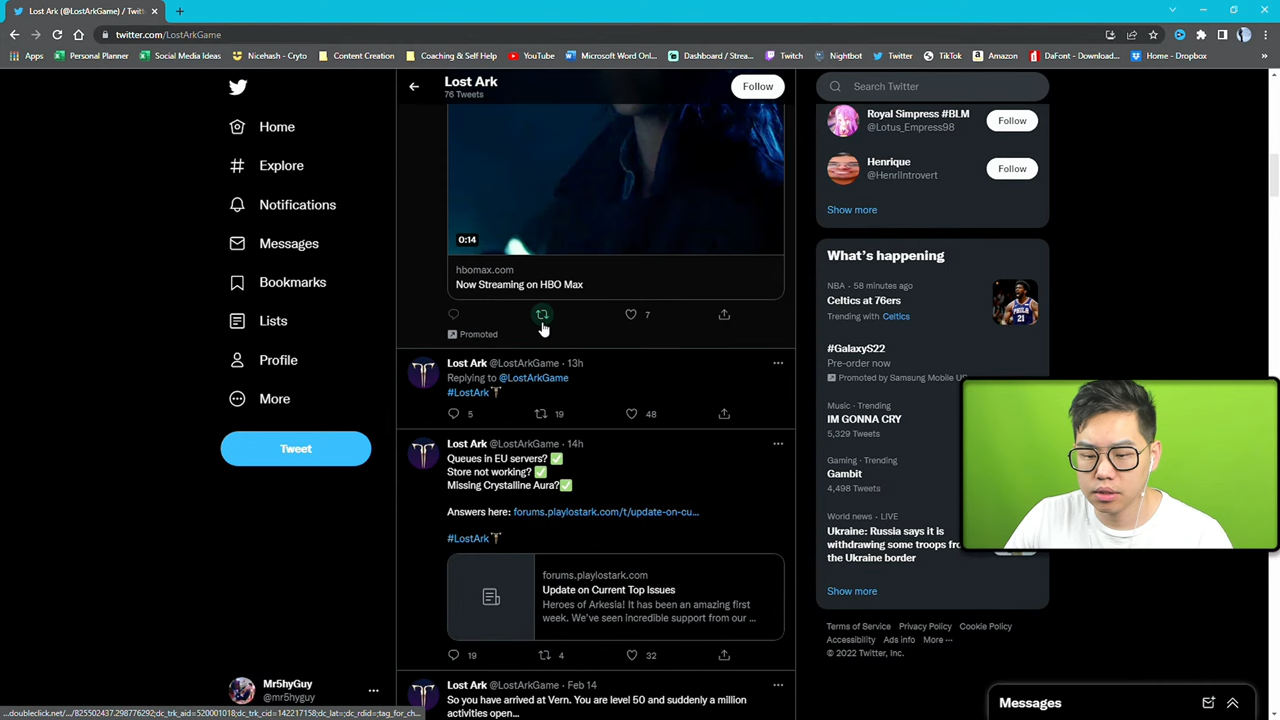 Lost Ark (@LostArkGame) / Twitt
twitter.com/LostArkGame
Apps
Personal Planner
Social Media Ideas
Nicehash - Cryto
Content Creation
Coaching & Self Help
YouTube
Microsoft Word Onl...
Dashboard / Strea...
Twitch
Nightbot
Twitter
TikTok
Amazon
DaFont - Download...
Home - Dropbox
Home
Explore
Notifications
Messages
Bookmarks
Lists
Profile
More
Tweet
Mr5hyGuy
@mr5hyguy
Lost Ark
76 Tweets
Follow
0:14
hbomax.com
Now Streaming on HBO Max
7
Promoted
Lost Ark @LostArkGame · 13h
Replying to @LostArkGame
#LostArk
5 19 48
Lost Ark @LostArkGame · 14h
Queues in EU servers? ✅
Store not working? ✅
Missing Crystalline Aura?✅
Answers here: forums.playlostark.com/t/update-on-cu...
#LostArk
forums.playlostark.com
Update on Current Top Issues
Heroes of Arkesia! It has been an amazing first
week. We've seen incredible support from our ...
19 4 32
Lost Ark @LostArkGame · Feb 14
So you have arrived at Vern. You are level 50 and suddenly a million
activities open...
Search Twitter
Royal Simpress #BLM
@Lotus_Empress98
Follow
Henrique
@HenriIntrovert
Follow
Show more
What's happening
NBA · 58 minutes ago
Celtics at 76ers
Trending with Celtics
#GalaxyS22
Pre-order now
Promoted by Samsung Mobile US
Music · Trending
IM GONNA CRY
5,329 Tweets
Gaming · Trending
Gambit
4,498 Tweets
World news · LIVE
Ukraine: Russia says it is
withdrawing some troops fro
the Ukraine border
Show more
Terms of Service Privacy Policy Cookie Policy
Accessibility Ads info More ···
© 2022 Twitter, Inc.
Messages